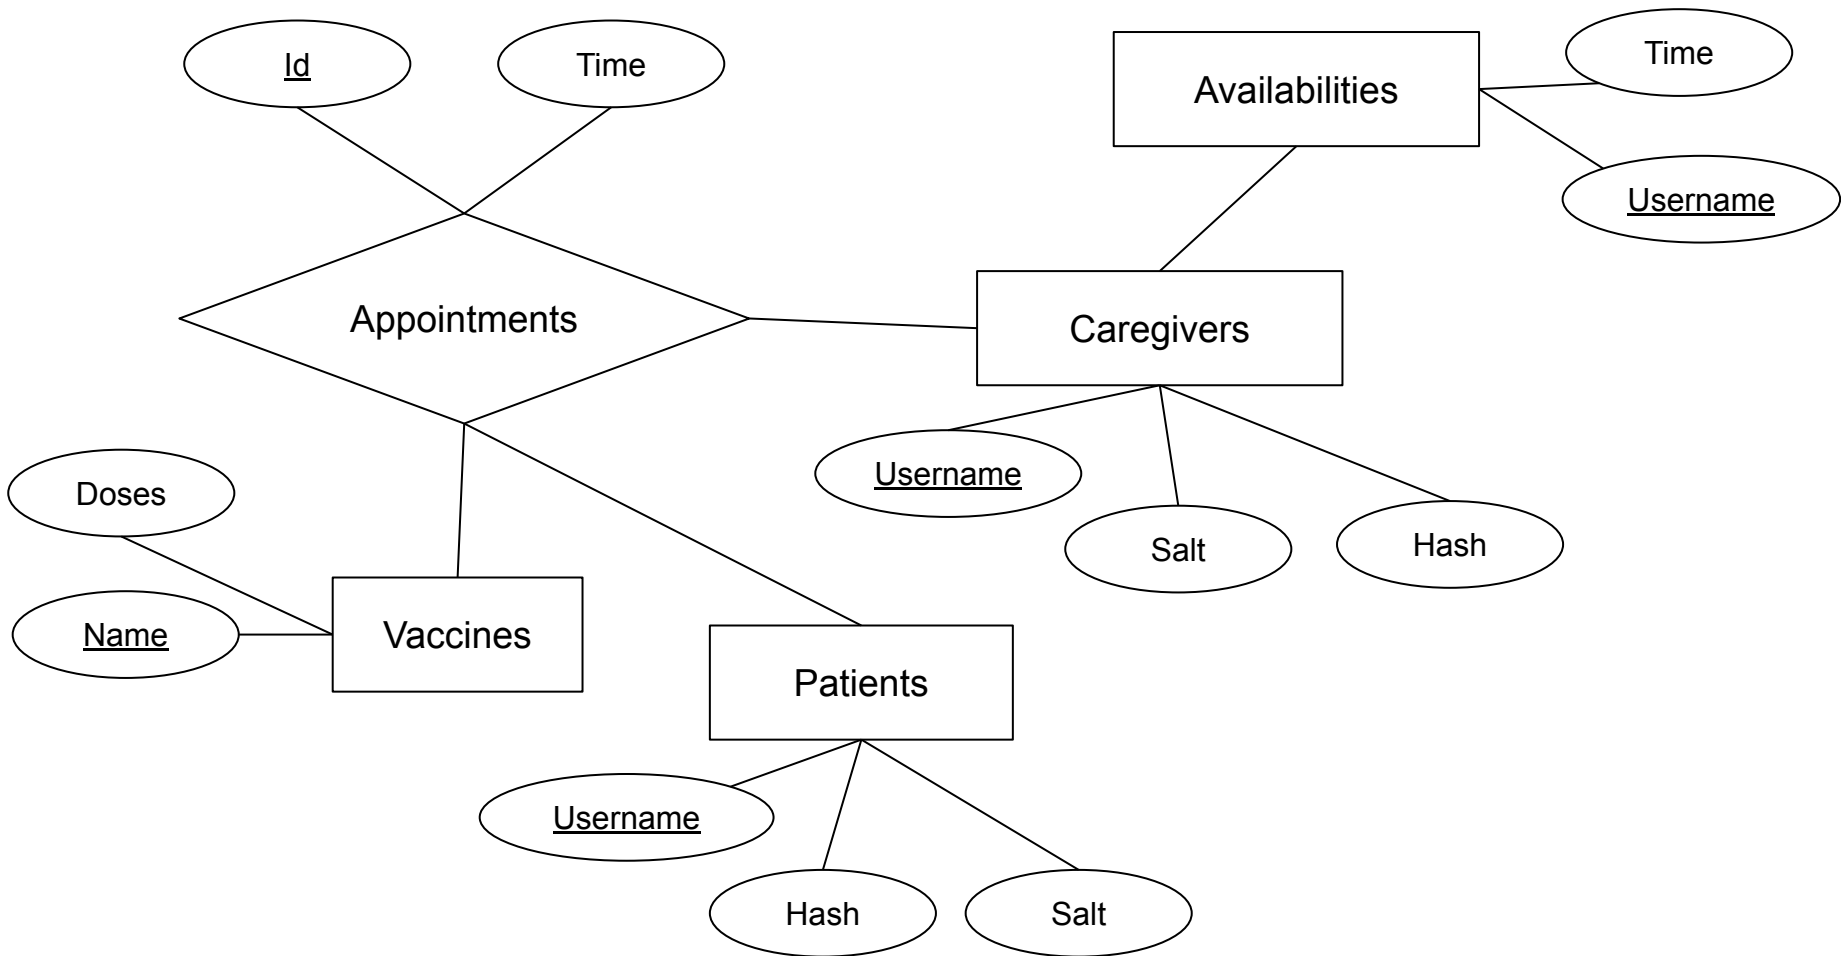 Id
Time
Availabilities
Time
Username
Appointments
Caregivers
Username
Salt
Hash
Doses
Name
Vaccines
Patients
Username
Hash
Salt